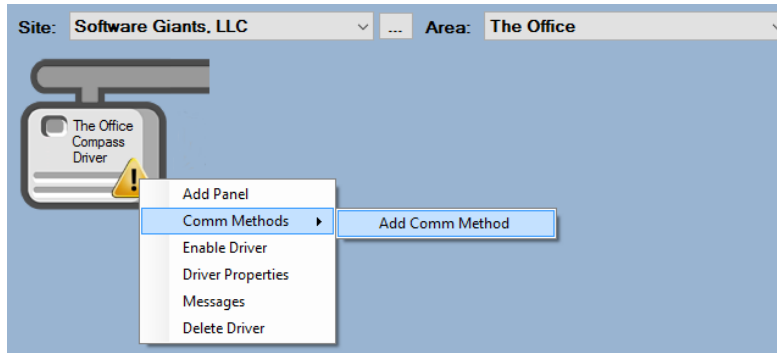 Site: Software Giants, LLC ... Area: The Office
The Office
Compass
Driver
Add Panel
Comm Methods
Add Comm Method
Enable Driver
Driver Properties
Messages
Delete Driver